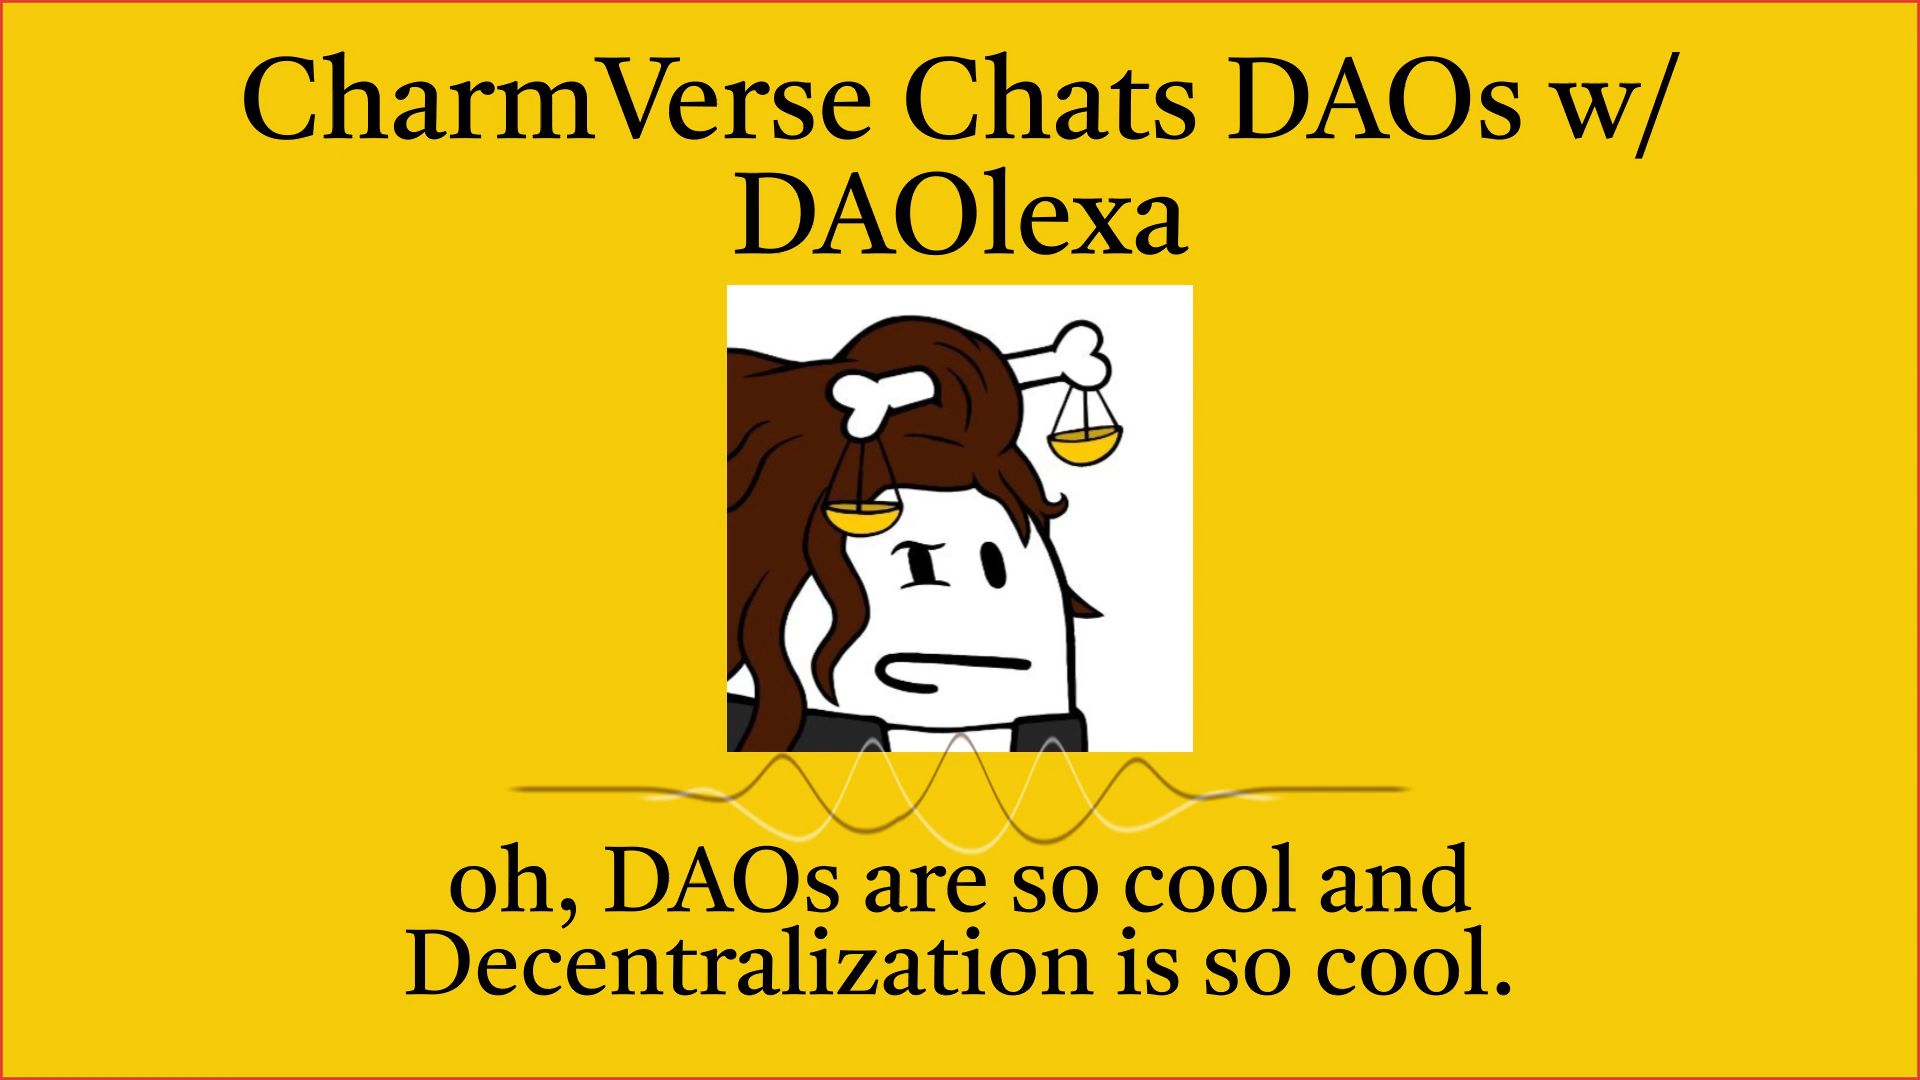 CharmVerse Chats DAOs w/
DAOlexa
oh, DAOs are so cool and
Decentralization is so cool.